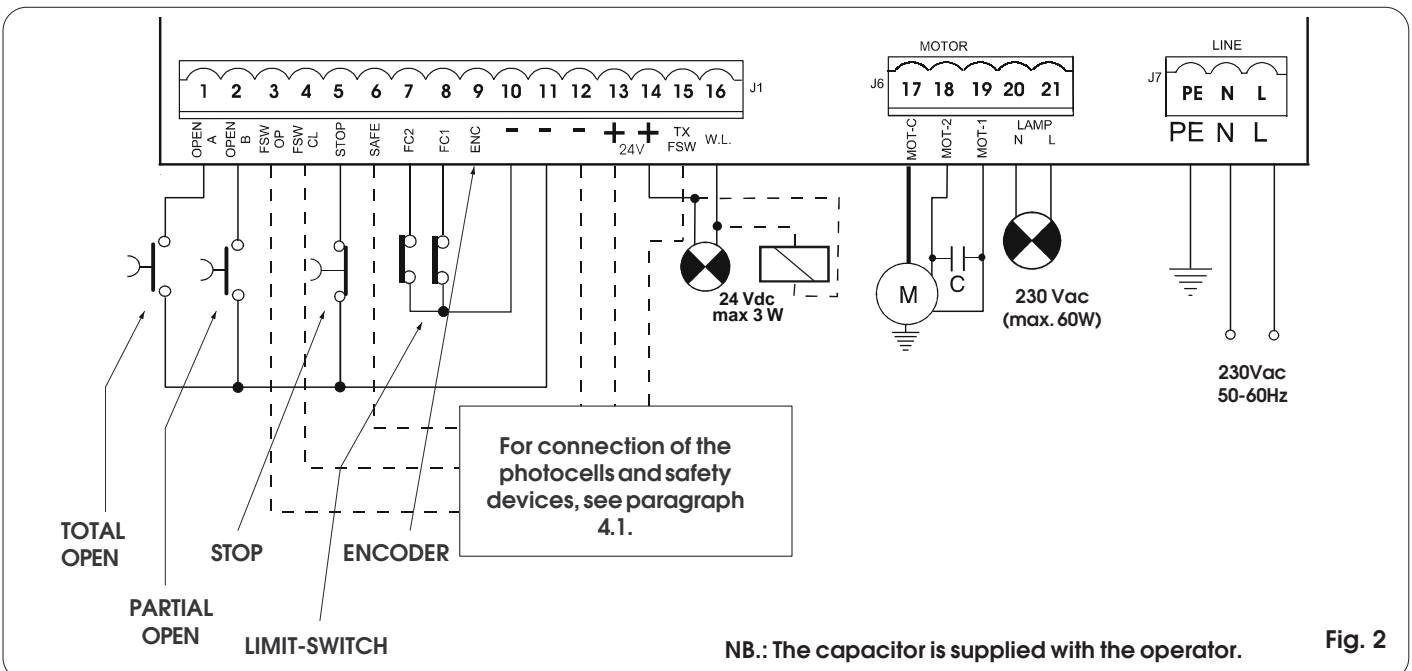 MOTOR
LINE
1 2 3 4 5 6 7 8 9 10 11 12 13 14 15 16
J1
J6
17 18 19 20 21
J7
PE N L
OPEN A
OPEN B
FSW OP
FSW CL
STOP
SAFE
FC2
FC1
ENC
- - - + +
24V
TX FSW
W.L.
MOT-C
MOT-2
MOT-1
LAMP
N L
PE N L
24 Vdc
max 3 W
M
C
230 Vac
(max. 60W)
230Vac
50-60Hz
For connection of the
photocells and safety
devices, see paragraph
4.1.
TOTAL
OPEN
STOP
ENCODER
PARTIAL
OPEN
LIMIT-SWITCH
NB.: The capacitor is supplied with the operator.
Fig. 2